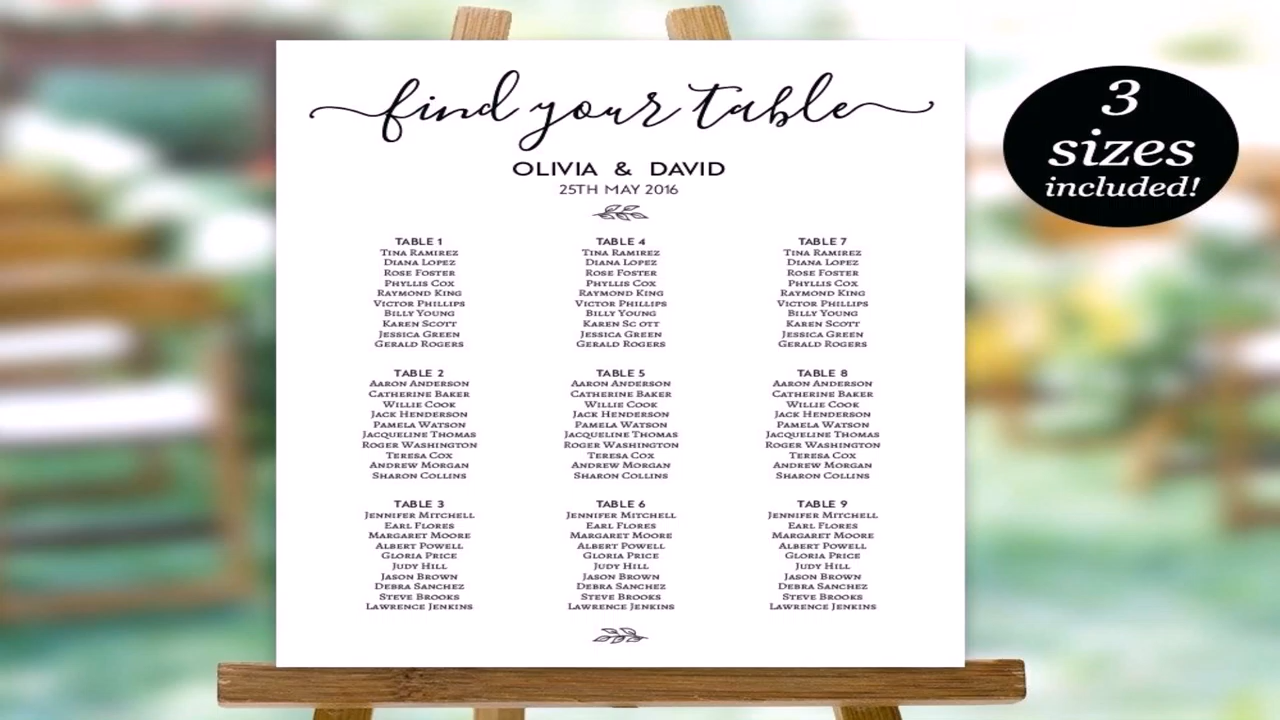 find your table
OLIVIA & DAVID
25TH MAY 2016
TABLE 1
TINA RAMIREZ
DIANA LOPEZ
ROSE FOSTER
PHYLLIS COX
RAYMOND KING
VICTOR PHILLIPS
BILLY YOUNG
KAREN SCOTT
JESSICA GREEN
GERALD ROGERS
TABLE 2
AARON ANDERSON
CATHERINE BAKER
WILLIE COOK
JACK HENDERSON
PAMELA WATSON
JACQUELINE THOMAS
ROGER WASHINGTON
TERESA COX
ANDREW MORGAN
SHARON COLLINS
TABLE 3
JENNIFER MITCHELL
EARL FLORES
MARGARET MOORE
ALBERT POWELL
GLORIA PRICE
JUDY HILL
JASON BROWN
DEBRA SANCHEZ
STEVE BROOKS
LAWRENCE JENKINS
TABLE 4
TINA RAMIREZ
DIANA LOPEZ
ROSE FOSTER
PHYLLIS COX
RAYMOND KING
VICTOR PHILLIPS
BILLY YOUNG
KAREN SC OTT
JESSICA GREEN
GERALD ROGERS
TABLE 5
AARON ANDERSON
CATHERINE BAKER
WILLIE COOK
JACK HENDERSON
PAMELA WATSON
JACQUELINE THOMAS
ROGER WASHINGTON
TERESA COX
ANDREW MORGAN
SHARON COLLINS
TABLE 6
JENNIFER MITCHELL
EARL FLORES
MARGARET MOORE
ALBERT POWELL
GLORIA PRICE
JUDY HILL
JASON BROWN
DEBRA SANCHEZ
STEVE BROOKS
LAWRENCE JENKINS
TABLE 7
TINA RAMIREZ
DIANA LOPEZ
ROSE FOSTER
PHYLLIS COX
RAYMOND KING
VICTOR PHILLIPS
BILLY YOUNG
KAREN SCOTT
JESSICA GREEN
GERALD ROGERS
TABLE 8
AARON ANDERSON
CATHERINE BAKER
WILLIE COOK
JACK HENDERSON
PAMELA WATSON
JACQUELINE THOMAS
ROGER WASHINGTON
TERESA COX
ANDREW MORGAN
SHARON COLLINS
TABLE 9
JENNIFER MITCHELL
EARL FLORES
MARGARET MOORE
ALBERT POWELL
GLORIA PRICE
JUDY HILL
JASON BROWN
DEBRA SANCHEZ
STEVE BROOKS
LAWRENCE JENKINS
3
sizes
included!